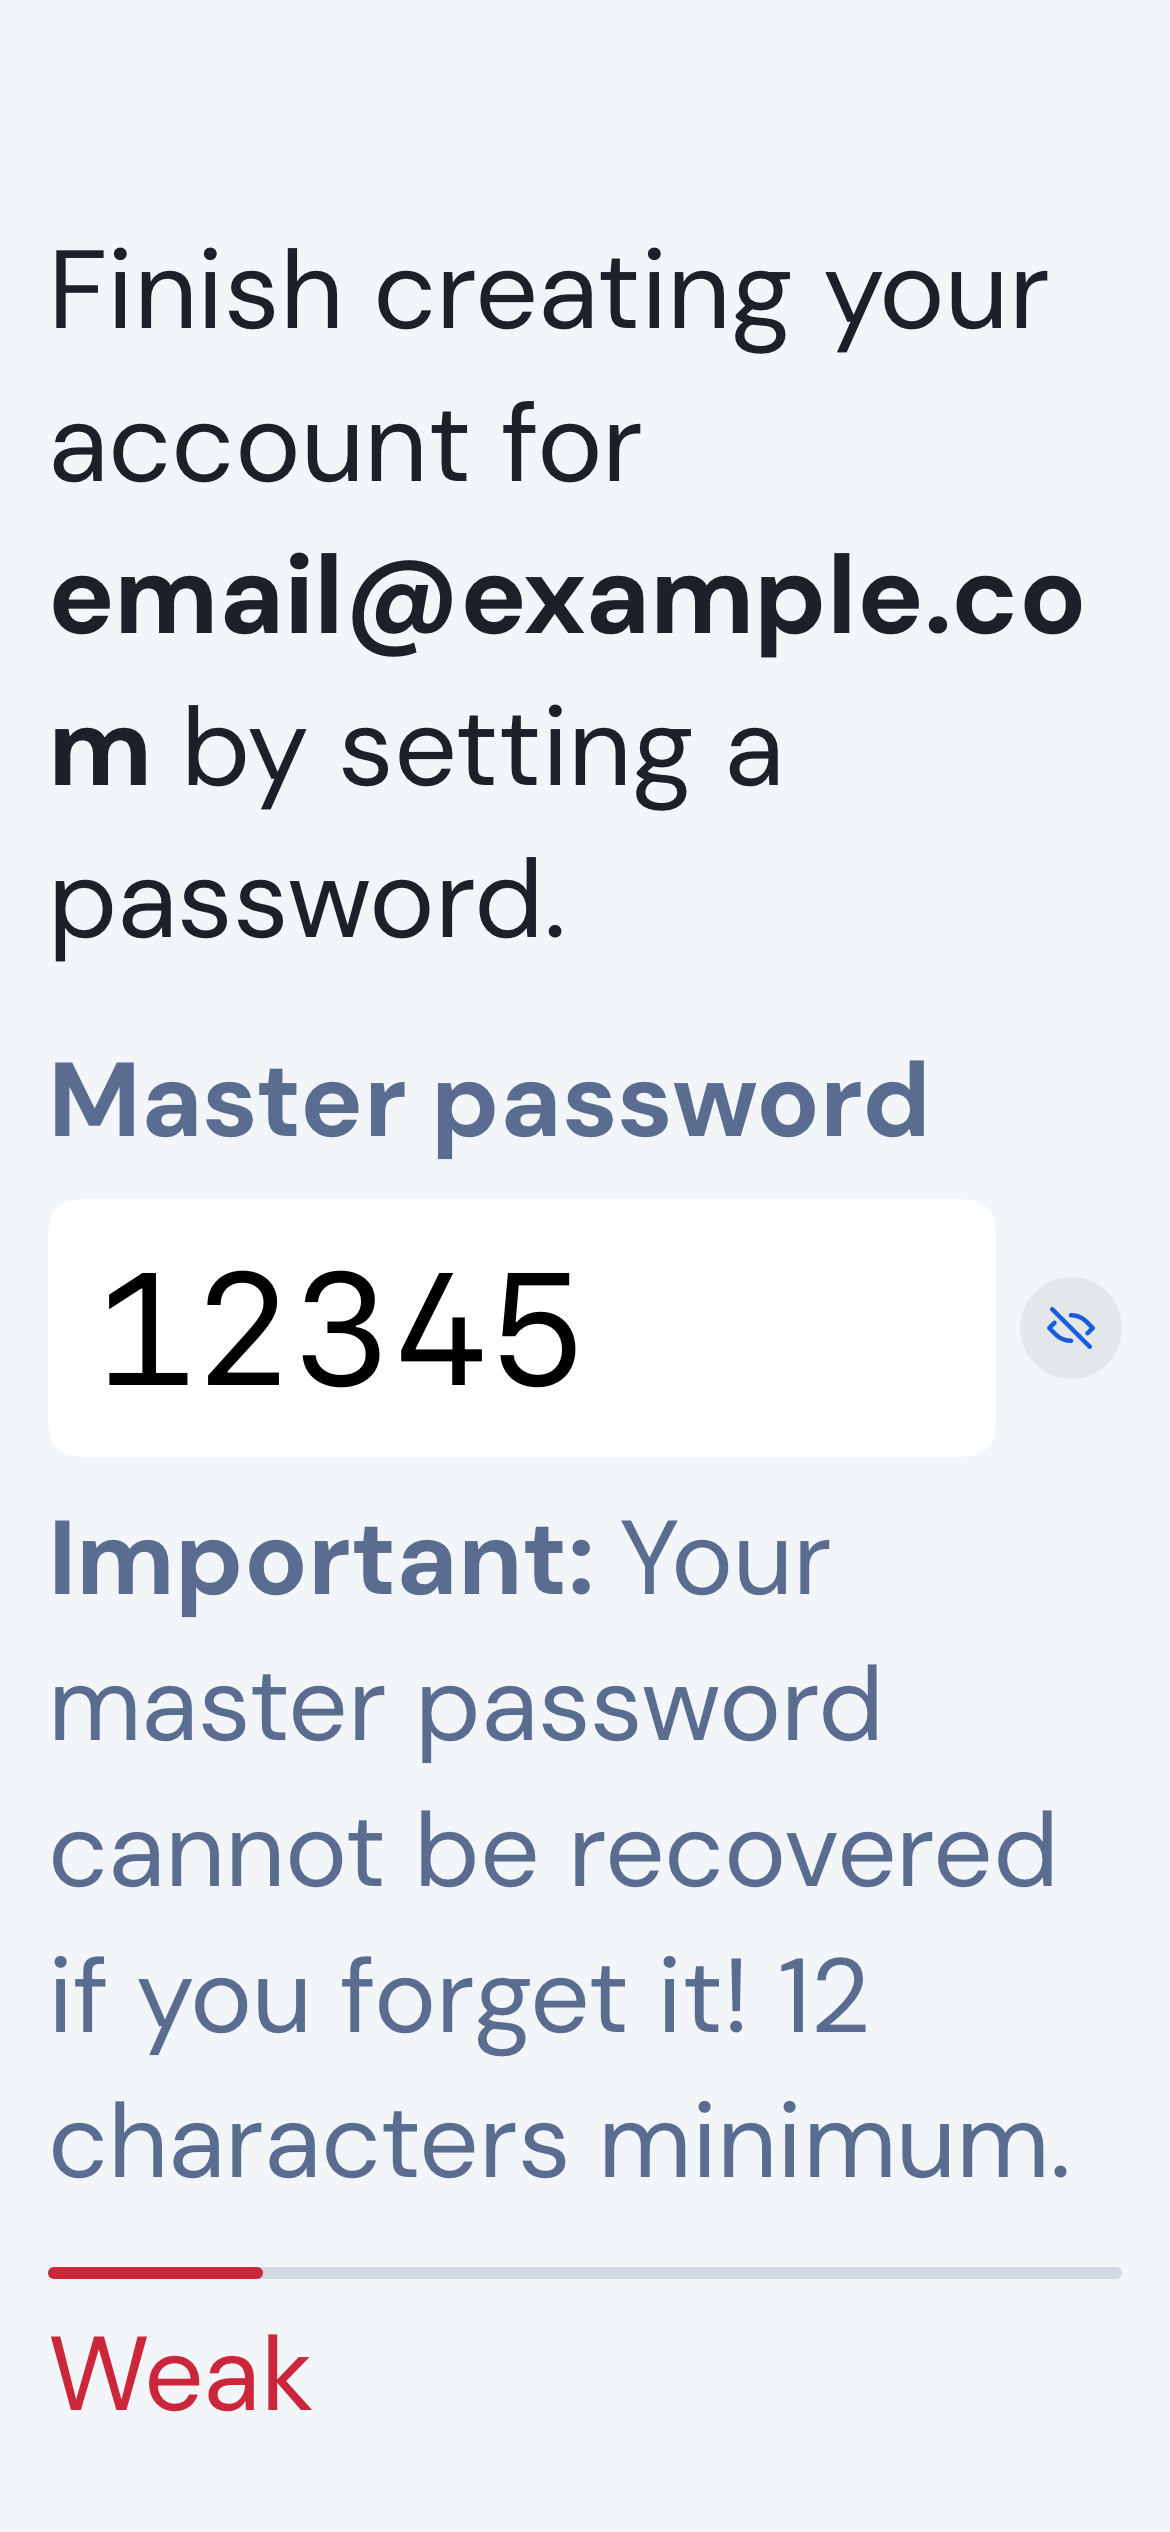 Finish creating your
account for
email@example.co
m by setting a
password.
Master password
12345
Important: Your
master password
cannot be recovered
if you forget it! 12
characters minimum.
Weak